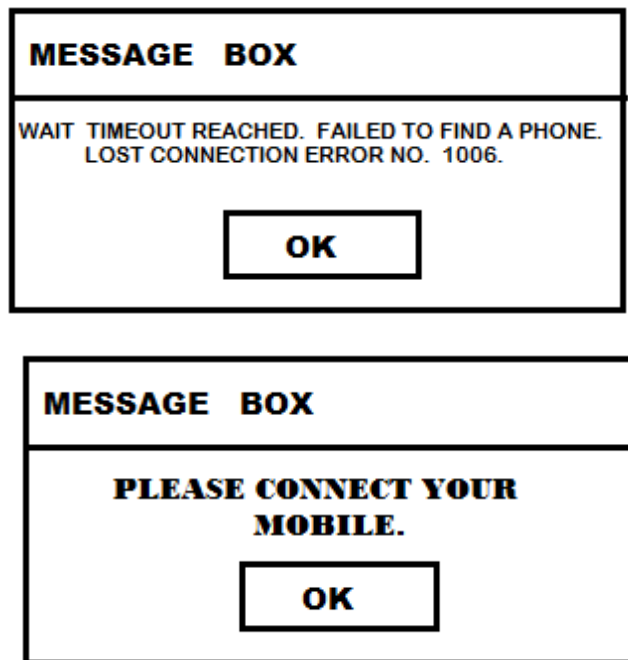 MESSAGE BOX
WAIT TIMEOUT REACHED. FAILED TO FIND A PHONE.
LOST CONNECTION ERROR NO. 1006.
OK
MESSAGE BOX
PLEASE CONNECT YOUR
MOBILE.
OK